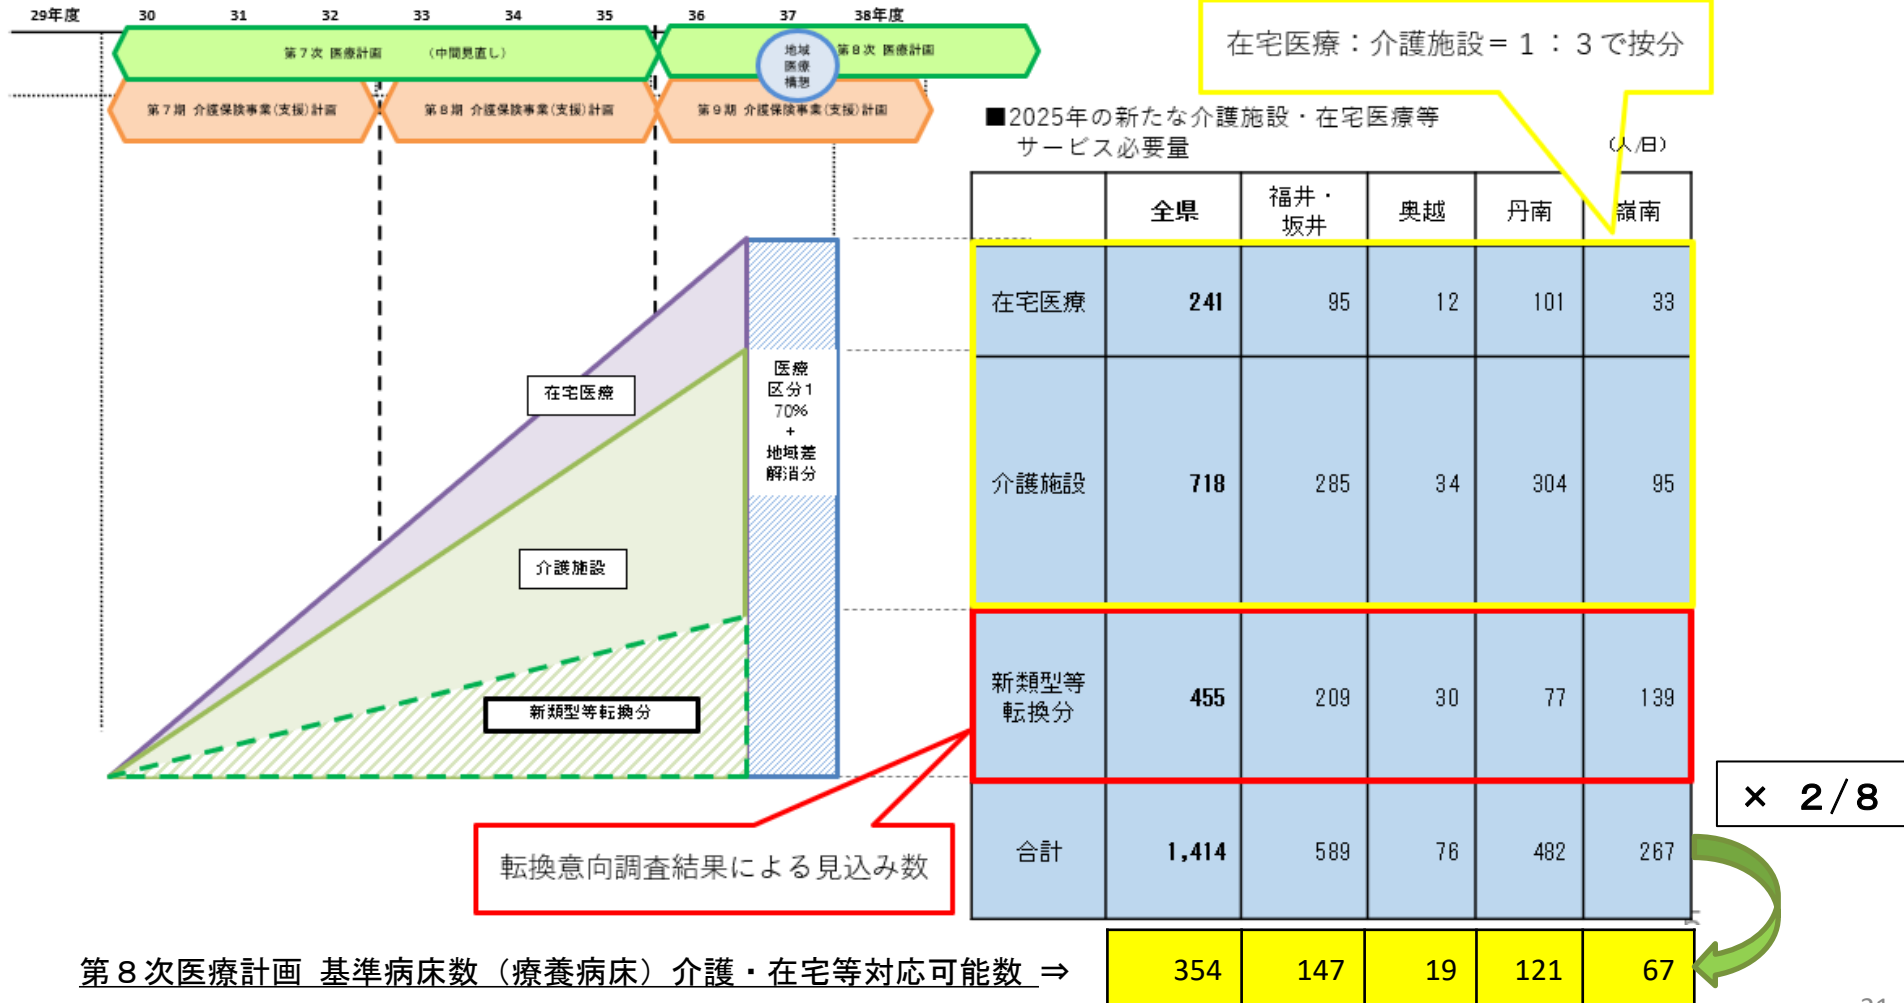 29年度 30 31 32 33 34 35 36 37 38年度
第７次 医療計画 （中間見直し）
地域
医療
構想
第８次 医療計画
第７期 介護保険事業(支援)計画
第８期 介護保険事業(支援)計画
第９期 介護保険事業(支援)計画
在宅医療：介護施設＝１：３で按分
■2025年の新たな介護施設・在宅医療等
サービス必要量
(人/日)
全県 福井・坂井 奥越 丹南 嶺南
在宅医療 241 95 12 101 33
介護施設 718 285 34 304 95
新類型等転換分 455 209 30 77 139
合計 1,414 589 76 482 267
在宅医療
介護施設
新類型等転換分
医療
区分1
70%
+
地域差
解消分
転換意向調査結果による見込み数
× 2/8
第８次医療計画 基準病床数（療養病床）介護・在宅等対応可能数 ⇒ 354 147 19 121 67